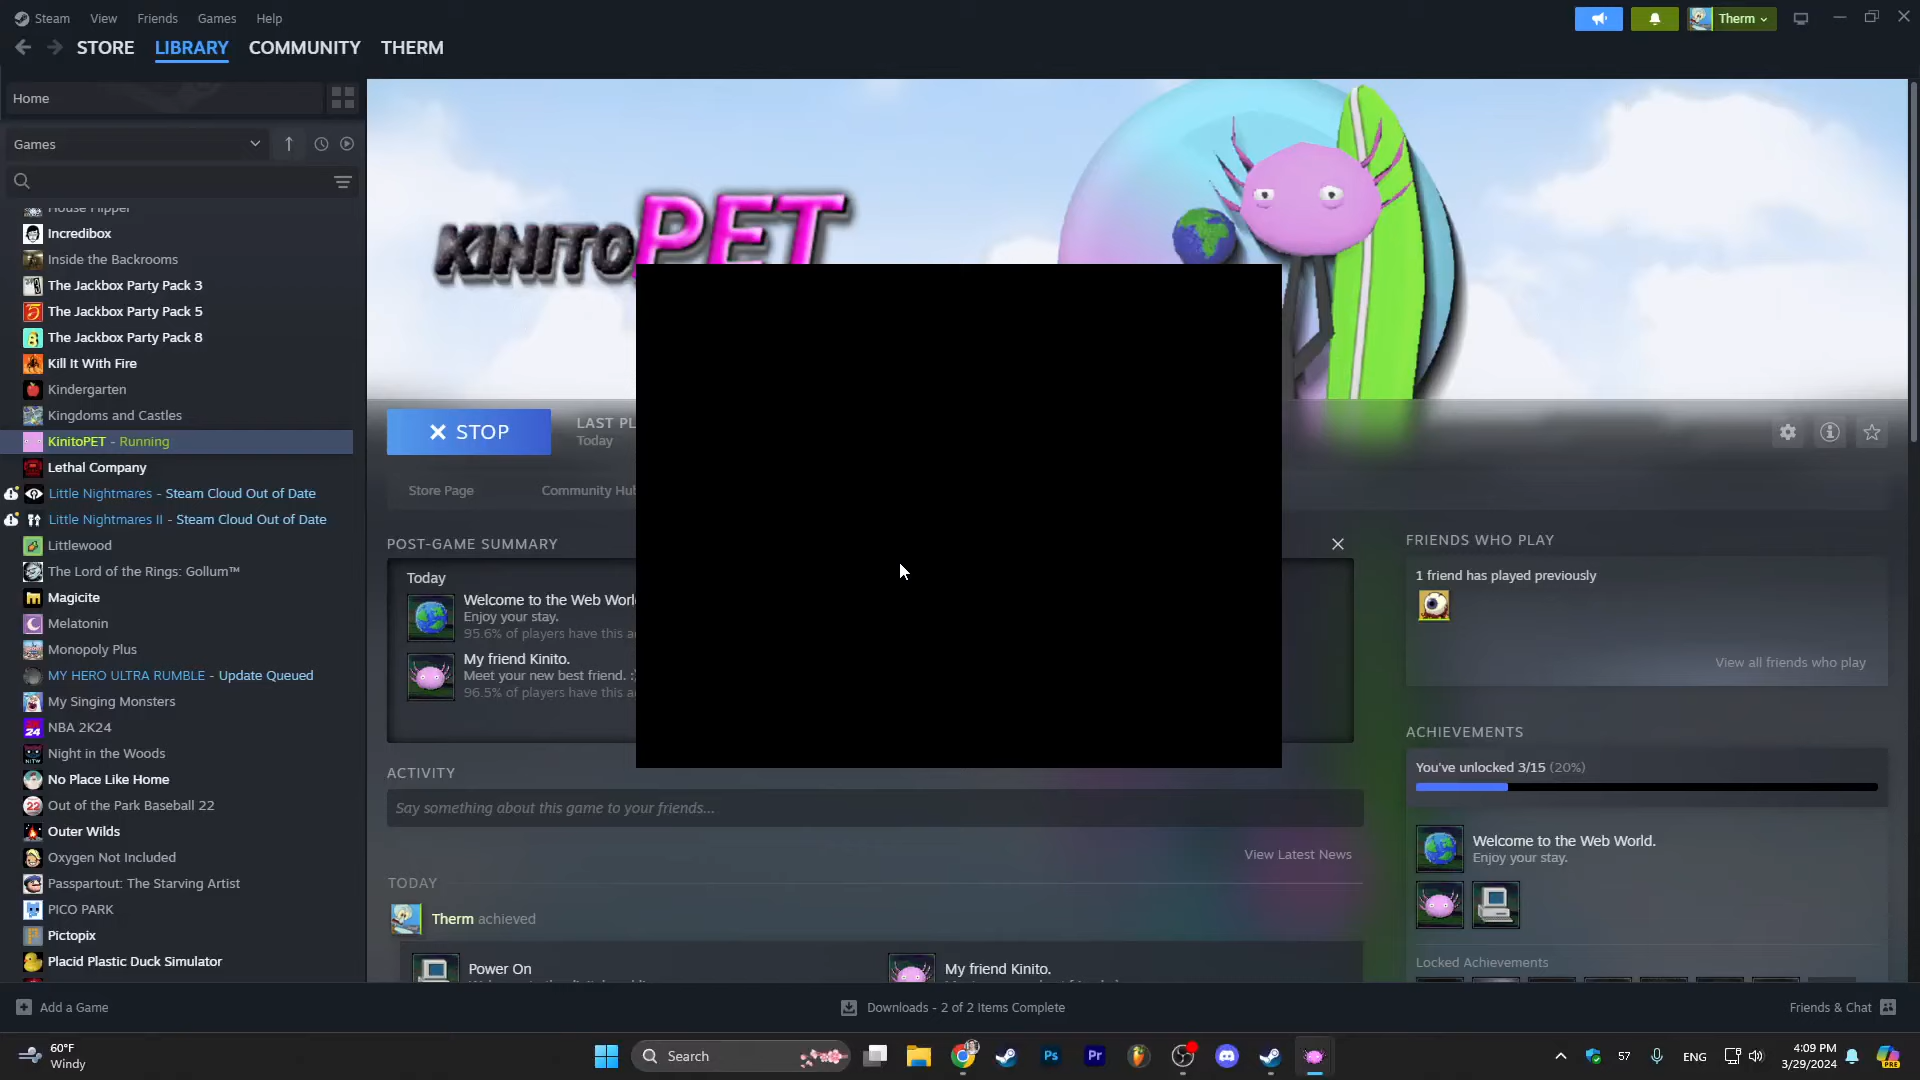 Steam View Friends Games Help
Therm
STORE LIBRARY COMMUNITY THERM
Home
Games
House Flipper
Incredibox
Inside the Backrooms
The Jackbox Party Pack 3
The Jackbox Party Pack 5
The Jackbox Party Pack 8
Kill It With Fire
Kindergarten
Kingdoms and Castles
KinitoPET - Running
Lethal Company
Little Nightmares - Steam Cloud Out of Date
Little Nightmares II - Steam Cloud Out of Date
Littlewood
The Lord of the Rings: Gollum™
Magicite
Melatonin
Monopoly Plus
MY HERO ULTRA RUMBLE - Update Queued
My Singing Monsters
NBA 2K24
Night in the Woods
No Place Like Home
Out of the Park Baseball 22
Outer Wilds
Oxygen Not Included
Passpartout: The Starving Artist
PICO PARK
Pictopix
Placid Plastic Duck Simulator
KINITOPET
STOP
LAST PL
Today
Store Page Community Hub
POST-GAME SUMMARY
Today
Welcome to the Web World
Enjoy your stay.
95.6% of players have this a
My friend Kinito.
Meet your new best friend. :
96.5% of players have this a
ACTIVITY
Say something about this game to your friends...
View Latest News
TODAY
Therm achieved
Power On
My friend Kinito.
FRIENDS WHO PLAY
1 friend has played previously
View all friends who play
ACHIEVEMENTS
You've unlocked 3/15 (20%)
Welcome to the Web World.
Enjoy your stay.
Locked Achievements
Add a Game
Downloads - 2 of 2 Items Complete
Friends & Chat
60°F
Windy
Search
Ps
Pr
57
ENG
4:09 PM
3/29/2024
PRE